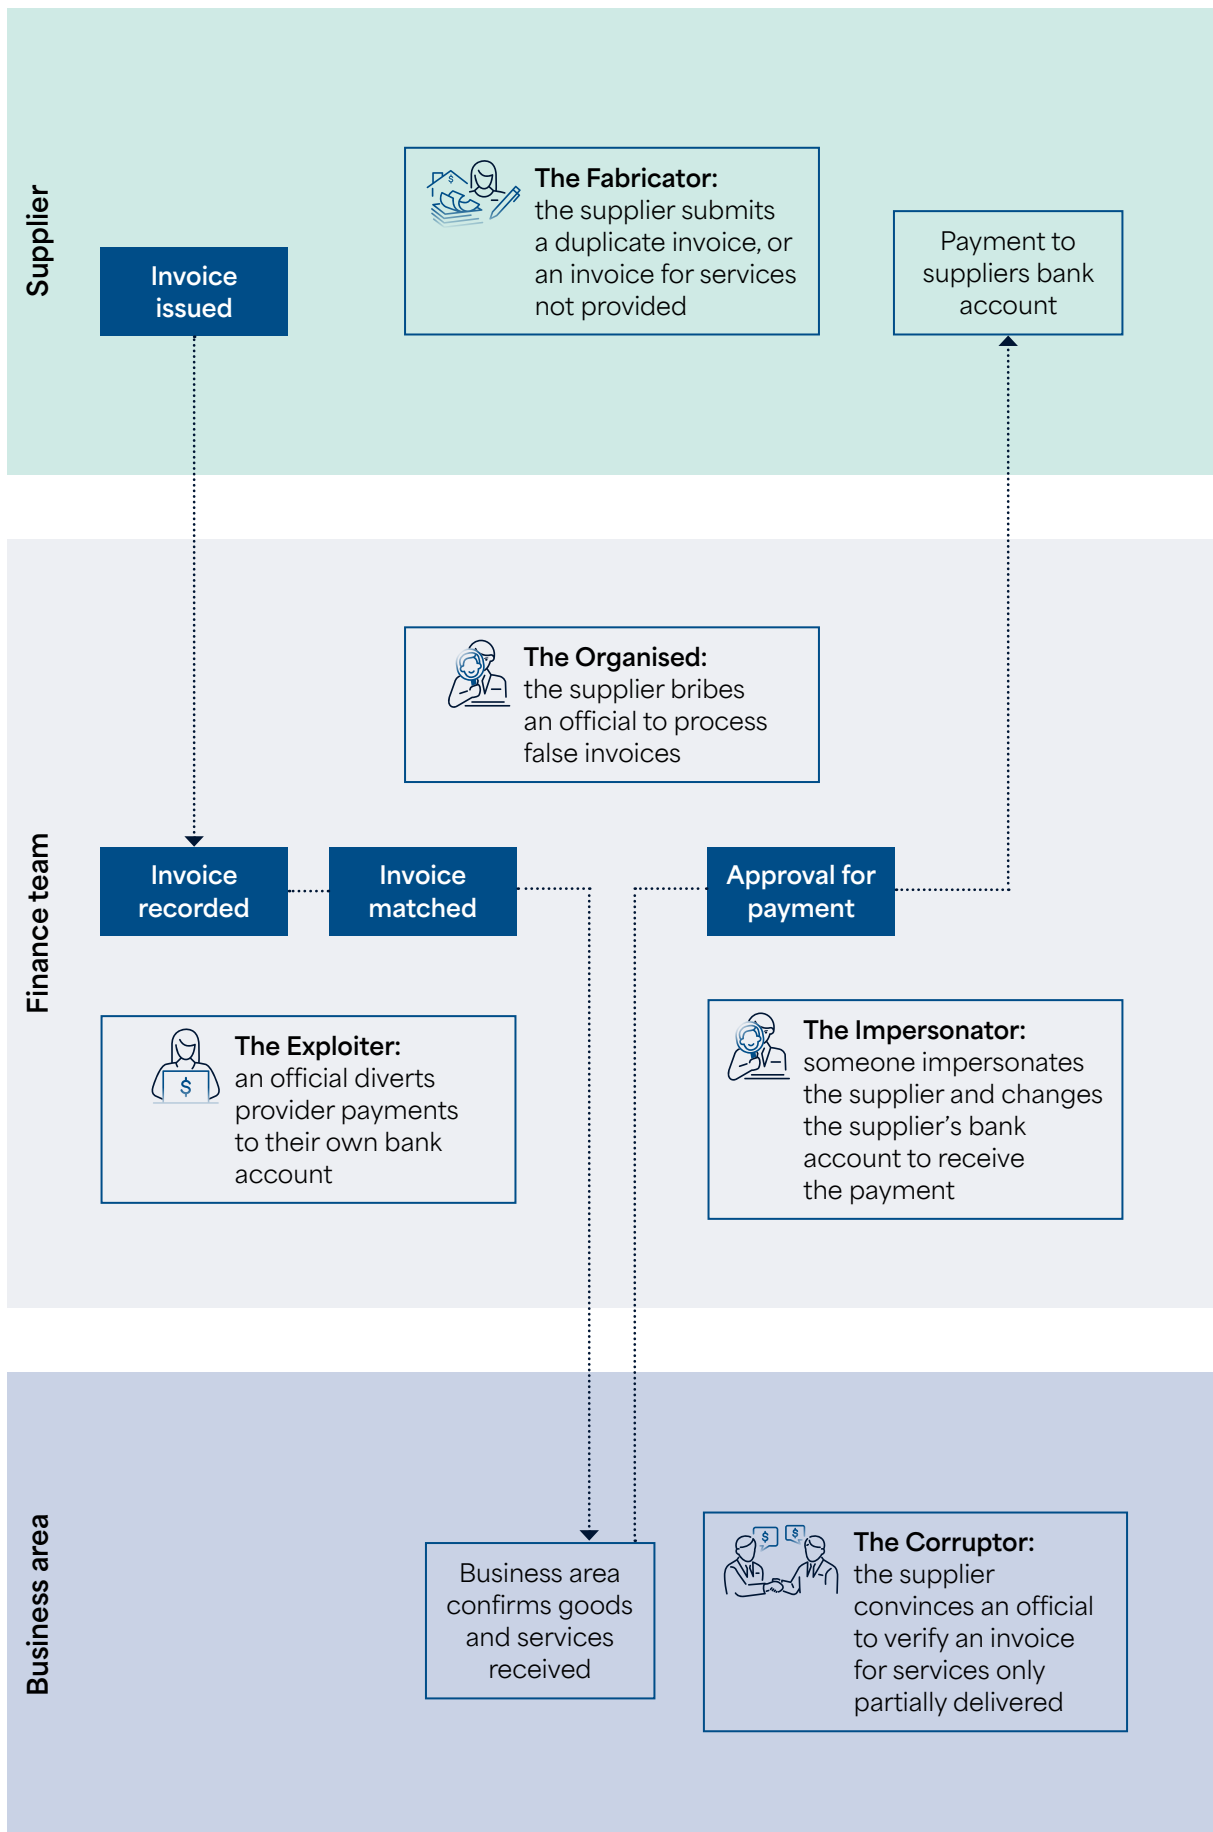 Supplier
The Fabricator:
the supplier submits
a duplicate invoice, or
an invoice for services
not provided
Invoice
issued
Payment to
suppliers bank
account
Finance team
The Organised:
the supplier bribes
an official to process
false invoices
Invoice
recorded
Invoice
matched
Approval for
payment
The Exploiter:
an official diverts
provider payments
to their own bank
account
The Impersonator:
someone impersonates
the supplier and changes
the supplier’s bank
account to receive
the payment
$
Business area
Business area
confirms goods
and services
received
$ $
The Corruptor:
the supplier
convinces an official
to verify an invoice
for services only
partially delivered